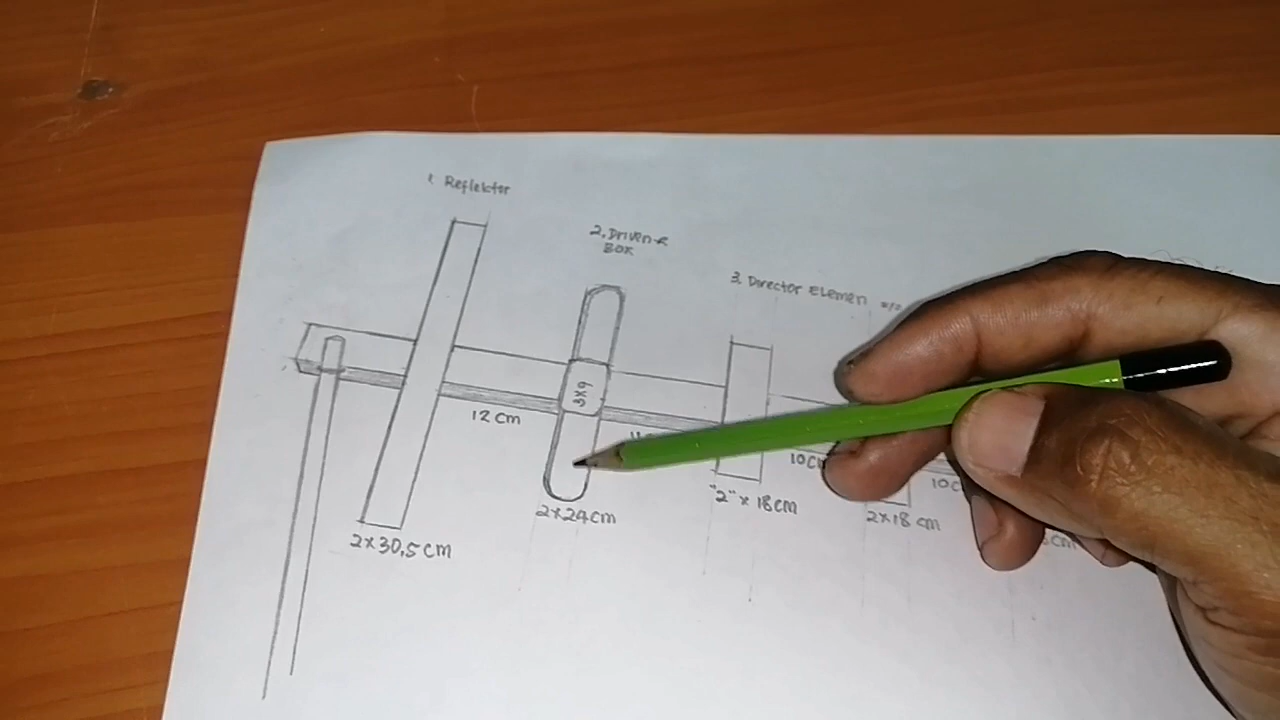 1. Reflektor
2. Driven &
BOX
3. Director Elemen
3x9
12 cm
10cm
10c
2x30,5 cm
2x24cm
"2" x 18cm
2x18 cm
cm